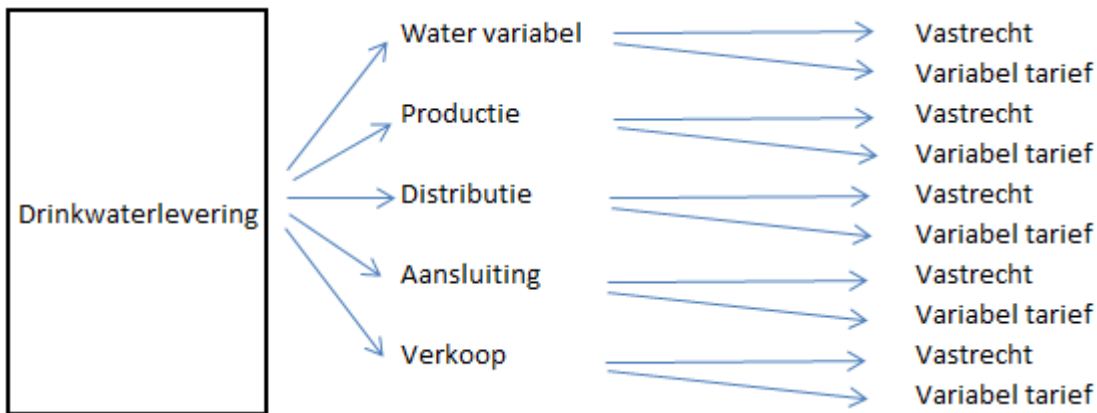 Drinkwaterlevering
Water variabel
Vastrecht
Variabel tarief
Productie
Vastrecht
Variabel tarief
Distributie
Vastrecht
Variabel tarief
Aansluiting
Vastrecht
Variabel tarief
Verkoop
Vastrecht
Variabel tarief